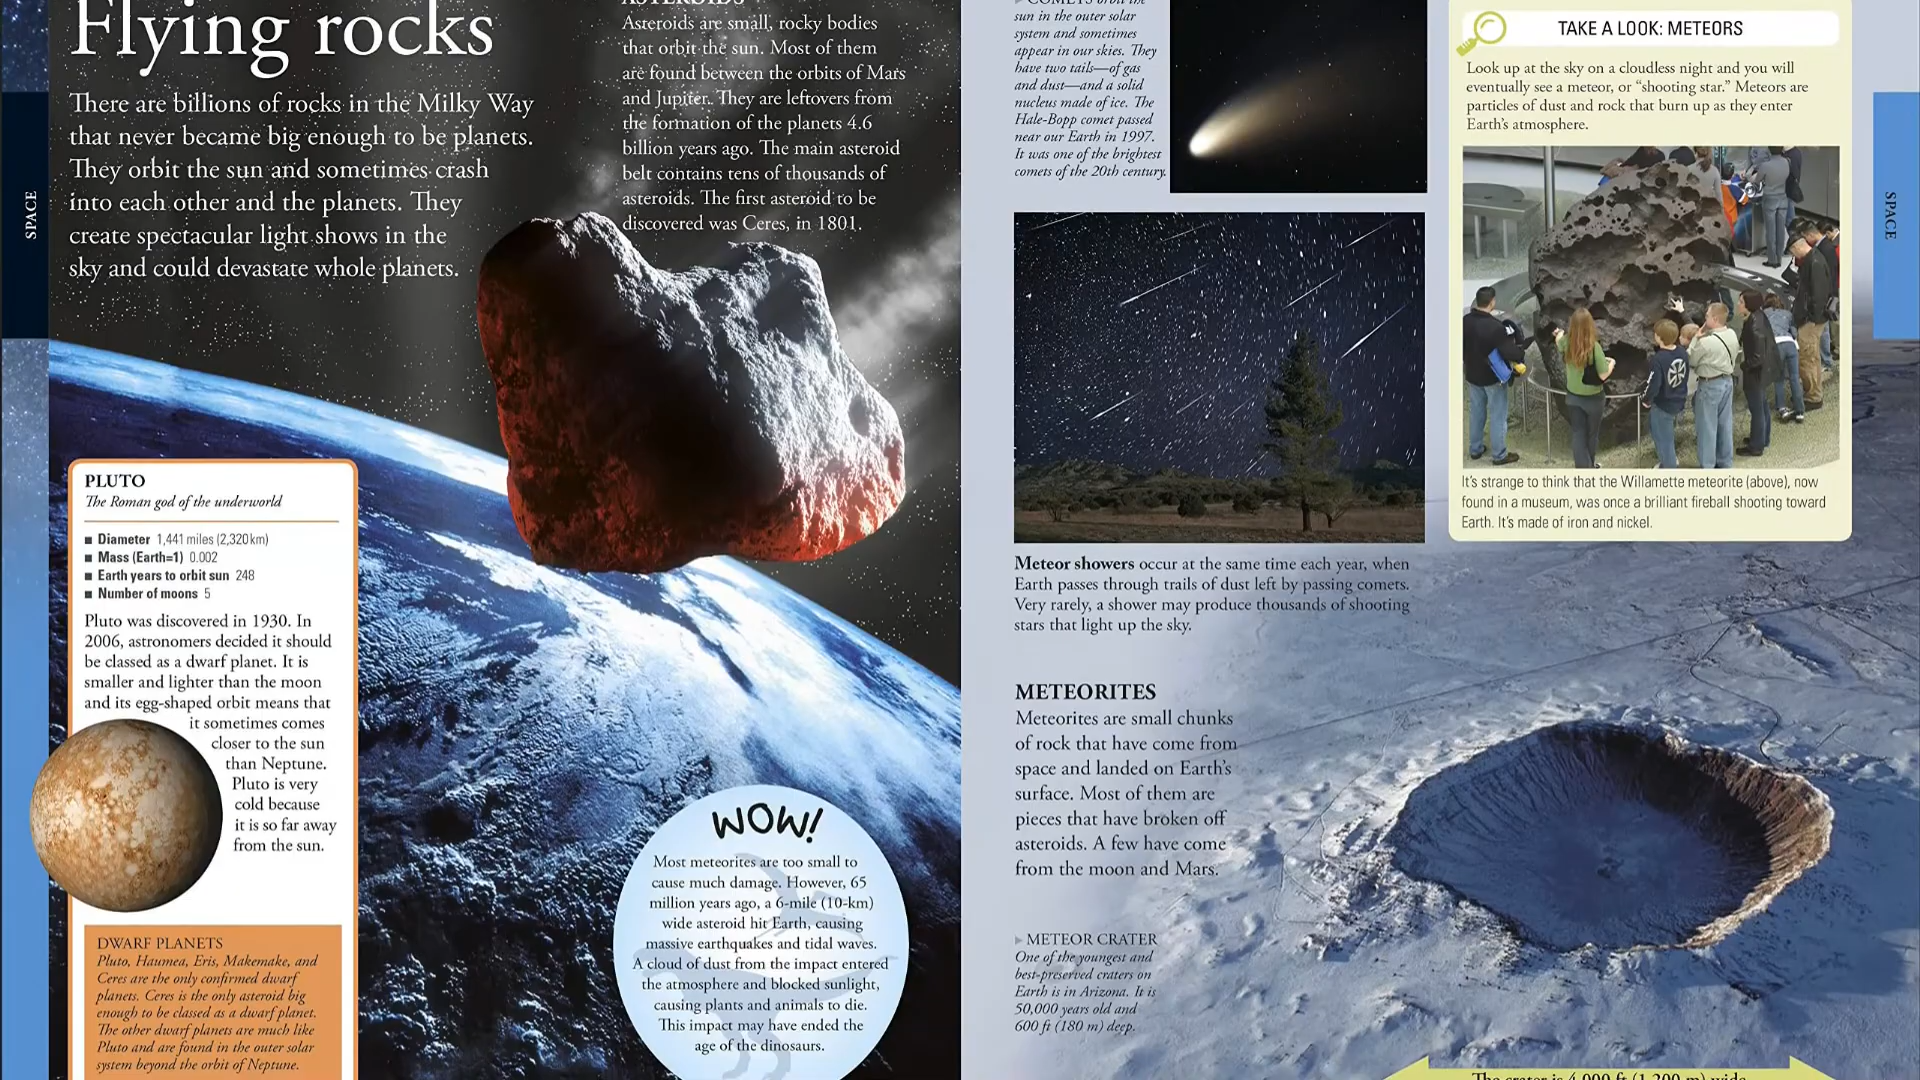 Flying rocks
There are billions of rocks in the Milky Way
that never became big enough to be planets.
They orbit the sun and sometimes crash
into each other and the planets. They
create spectacular light shows in the
sky and could devastate whole planets.
SPACE
ASTEROIDS
Asteroids are small, rocky bodies
that orbit the sun. Most of them
are found between the orbits of Mars
and Jupiter. They are leftovers from
the formation of the planets 4.6
billion years ago. The main asteroid
belt contains tens of thousands of
asteroids. The first asteroid to be
discovered was Ceres, in 1801.
PLUTO
The Roman god of the underworld
■ Diameter 1,441 miles (2,320 km)
■ Mass (Earth=1) 0.002
■ Earth years to orbit sun 248
■ Number of moons 5
Pluto was discovered in 1930. In
2006, astronomers decided it should
be classed as a dwarf planet. It is
smaller and lighter than the moon
and its egg-shaped orbit means that
it sometimes comes
closer to the sun
than Neptune.
Pluto is very
cold because
it is so far away
from the sun.
DWARF PLANETS
Pluto, Haumea, Eris, Makemake, and
Ceres are the only confirmed dwarf
planets. Ceres is the only asteroid big
enough to be classed as a dwarf planet.
The other dwarf planets are much like
Pluto and are found in the outer solar
system beyond the orbit of Neptune.
WOW!
Most meteorites are too small to
cause much damage. However, 65
million years ago, a 6-mile (10-km)
wide asteroid hit Earth, causing
massive earthquakes and tidal waves.
A cloud of dust from the impact entered
the atmosphere and blocked sunlight,
causing plants and animals to die.
This impact may have ended the
age of the dinosaurs.
▶ COMETS orbit the
sun in the outer solar
system and sometimes
appear in our skies. They
have two tails—of gas
and dust—and a solid
nucleus made of ice. The
Hale-Bopp comet passed
near our Earth in 1997.
It was one of the brightest
comets of the 20th century.
Meteor showers occur at the same time each year, when
Earth passes through trails of dust left by passing comets.
Very rarely, a shower may produce thousands of shooting
stars that light up the sky.
METEORITES
Meteorites are small chunks
of rock that have come from
space and landed on Earth's
surface. Most of them are
pieces that have broken off
asteroids. A few have come
from the moon and Mars.
▶ METEOR CRATER
One of the youngest and
best-preserved craters on
Earth is in Arizona. It is
50,000 years old and
600 ft (180 m) deep.
TAKE A LOOK: METEORS
Look up at the sky on a cloudless night and you will
eventually see a meteor, or “shooting star.” Meteors are
particles of dust and rock that burn up as they enter
Earth's atmosphere.
It's strange to think that the Willamette meteorite (above), now
found in a museum, was once a brilliant fireball shooting toward
Earth. It's made of iron and nickel.
SPACE
The crater is 4,000 ft (1,200 m) wide